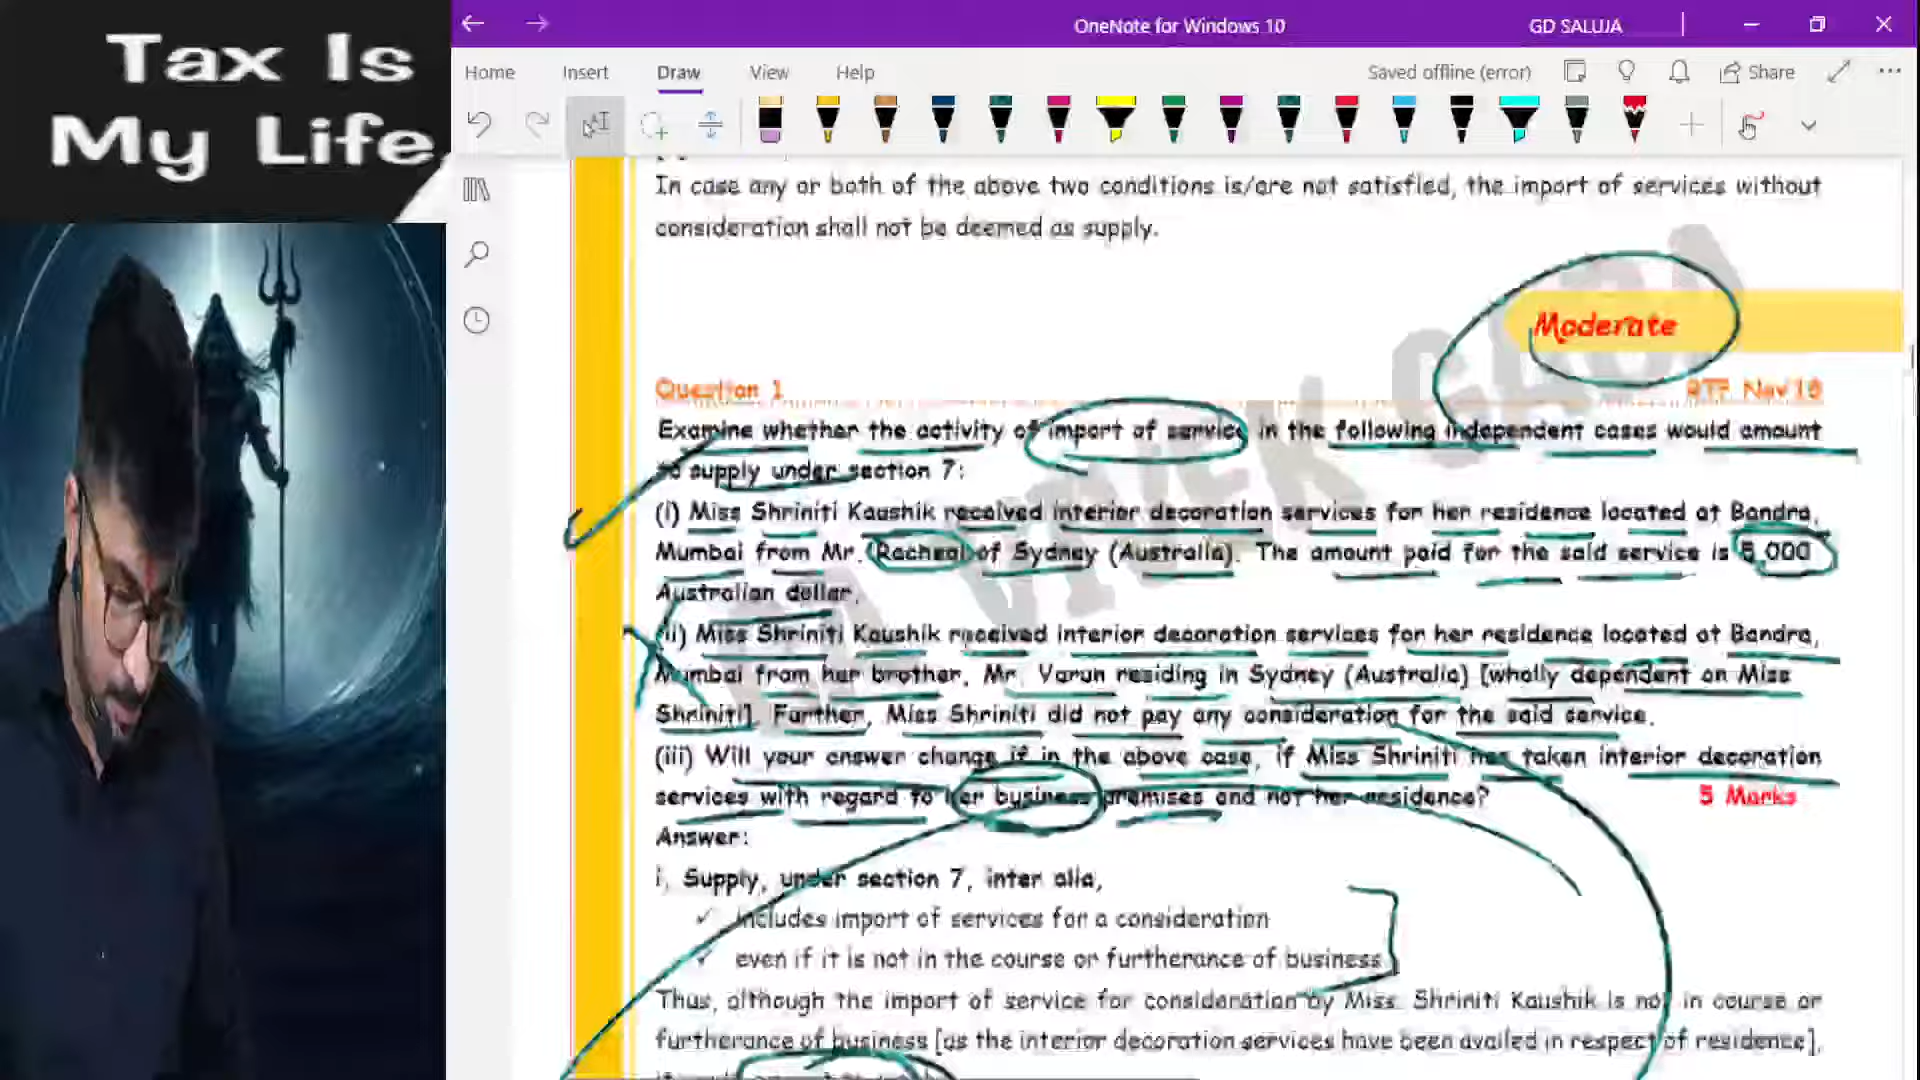 Tax Is
My Life
OneNote for Windows 10
GD SALUJA
Home
Insert
Draw
View
Help
Saved offline (error)
Share
In case any or both of the above two conditions is/are not satisfied, the import of services without
consideration shall not be deemed as supply.
Moderate
Question 1
RTP Nov'18
Examine whether the activity of import of service in the following independent cases would amount
to supply under section 7:
(i) Miss Shriniti Kaushik received interior decoration services for her residence located at Bandra,
Mumbai from Mr. Racheal of Sydney (Australia). The amount paid for the said service is 5,000
Australian dollar.
(ii) Miss Shriniti Kaushik received interior decoration services for her residence located at Bandra,
Mumbai from her brother, Mr. Varun residing in Sydney (Australia) [wholly dependent on Miss
Shriniti]. Further, Miss Shriniti did not pay any consideration for the said service.
(iii) Will your answer change if in the above case, if Miss Shriniti has taken interior decoration
services with regard to her business premises and not her residence?
5 Marks
Answer:
i. Supply, under section 7, inter alia,
✓ includes import of services for a consideration
✓ even if it is not in the course or furtherance of business
Thus, although the import of service for consideration by Miss. Shriniti Kaushik is not in course or
furtherance of business [as the interior decoration services have been availed in respect of residence],